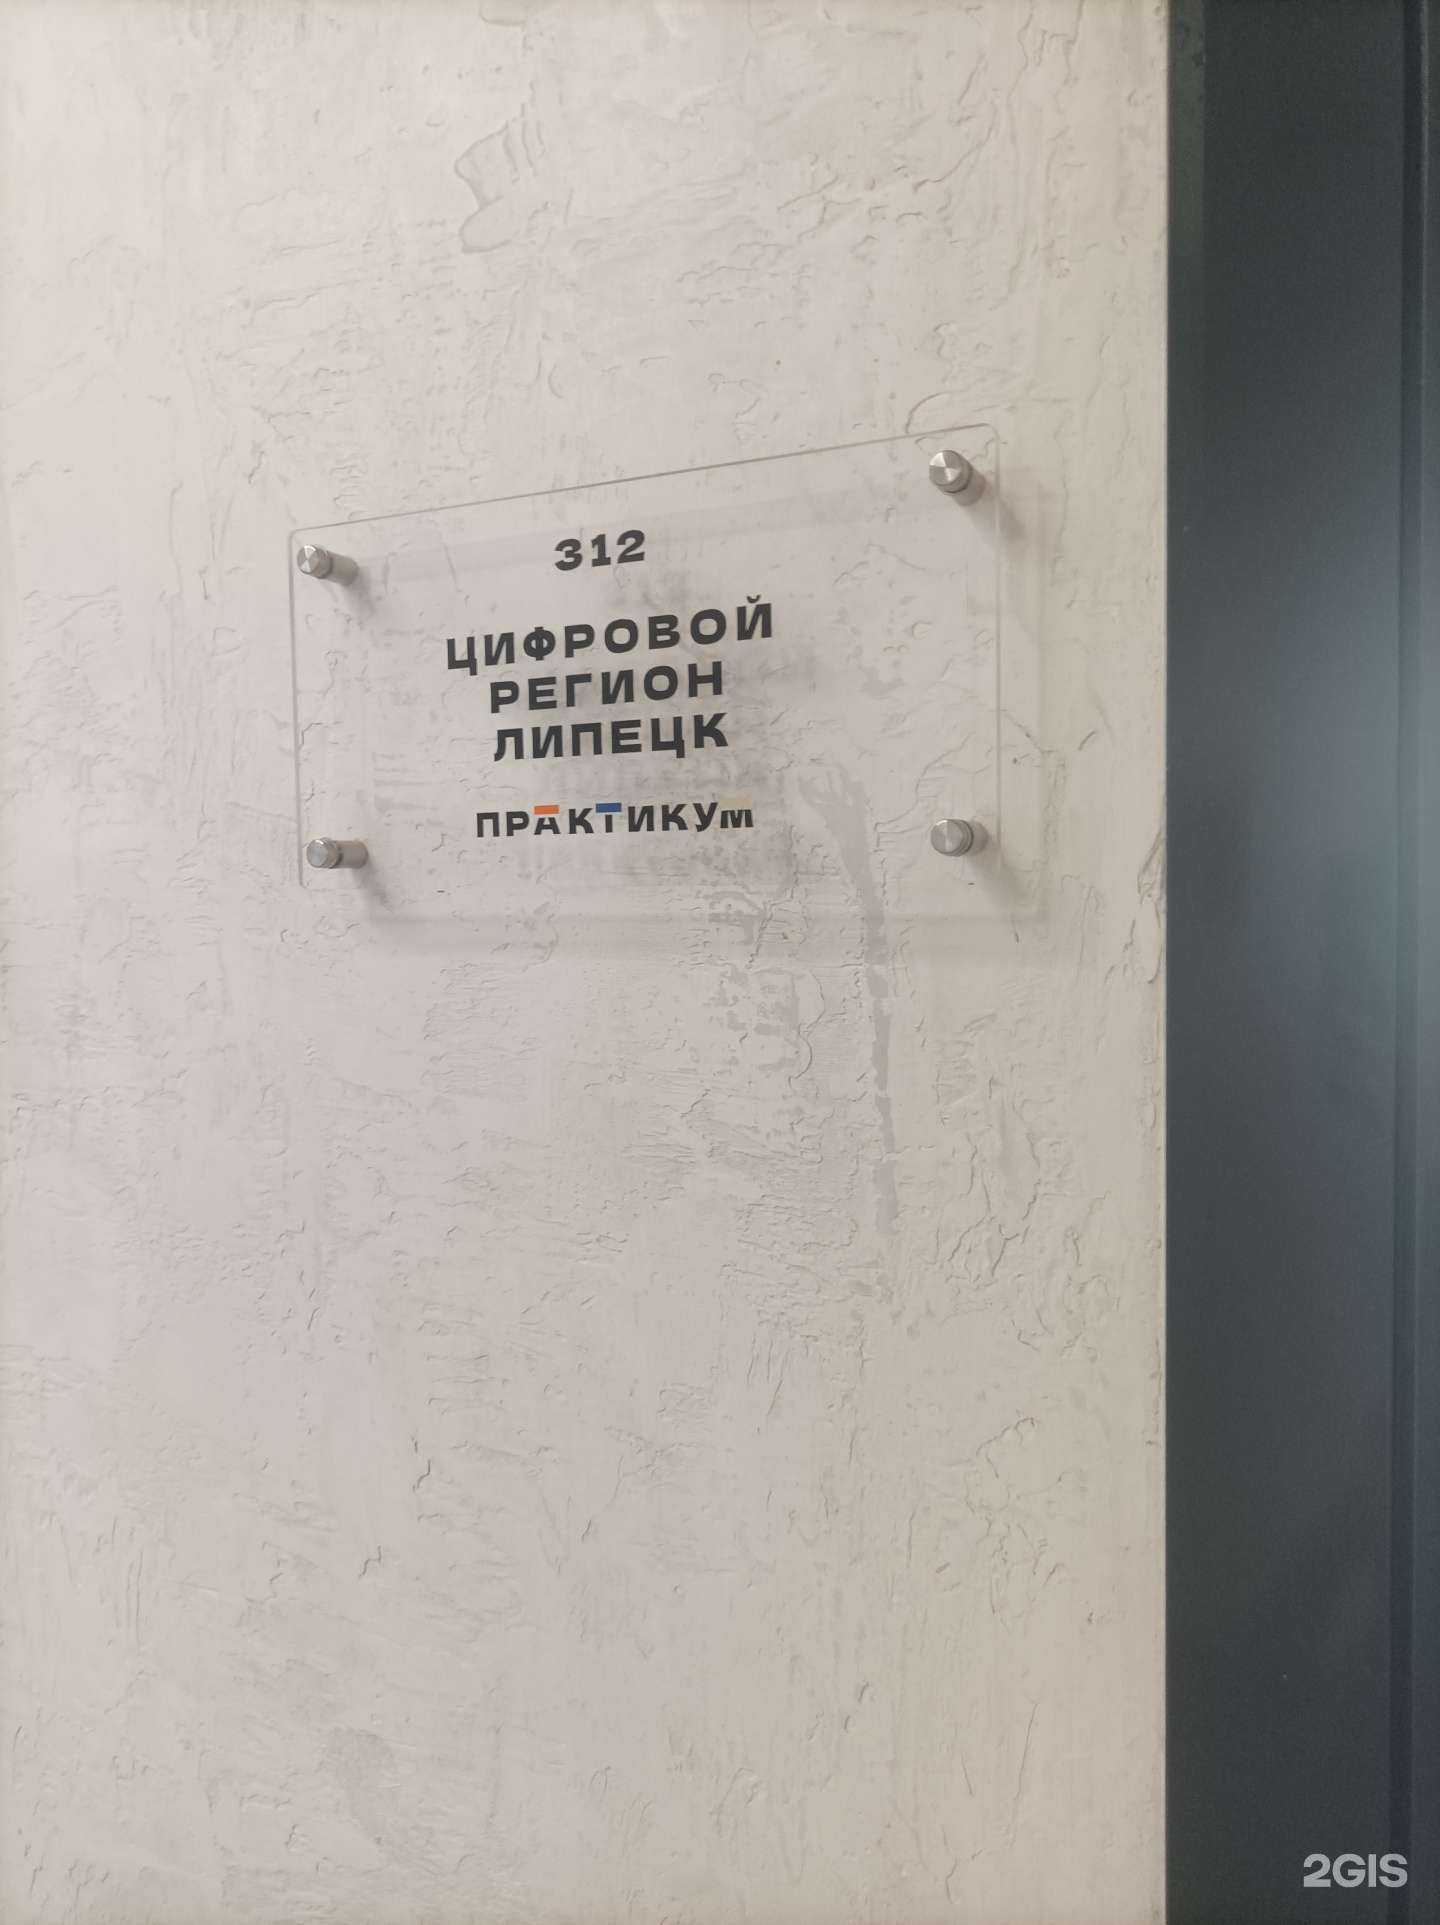 312
ЦИФРОВОЙ
РЕГИОН
ЛИПЕЦК
ПРАКТИКУМ
2GIS